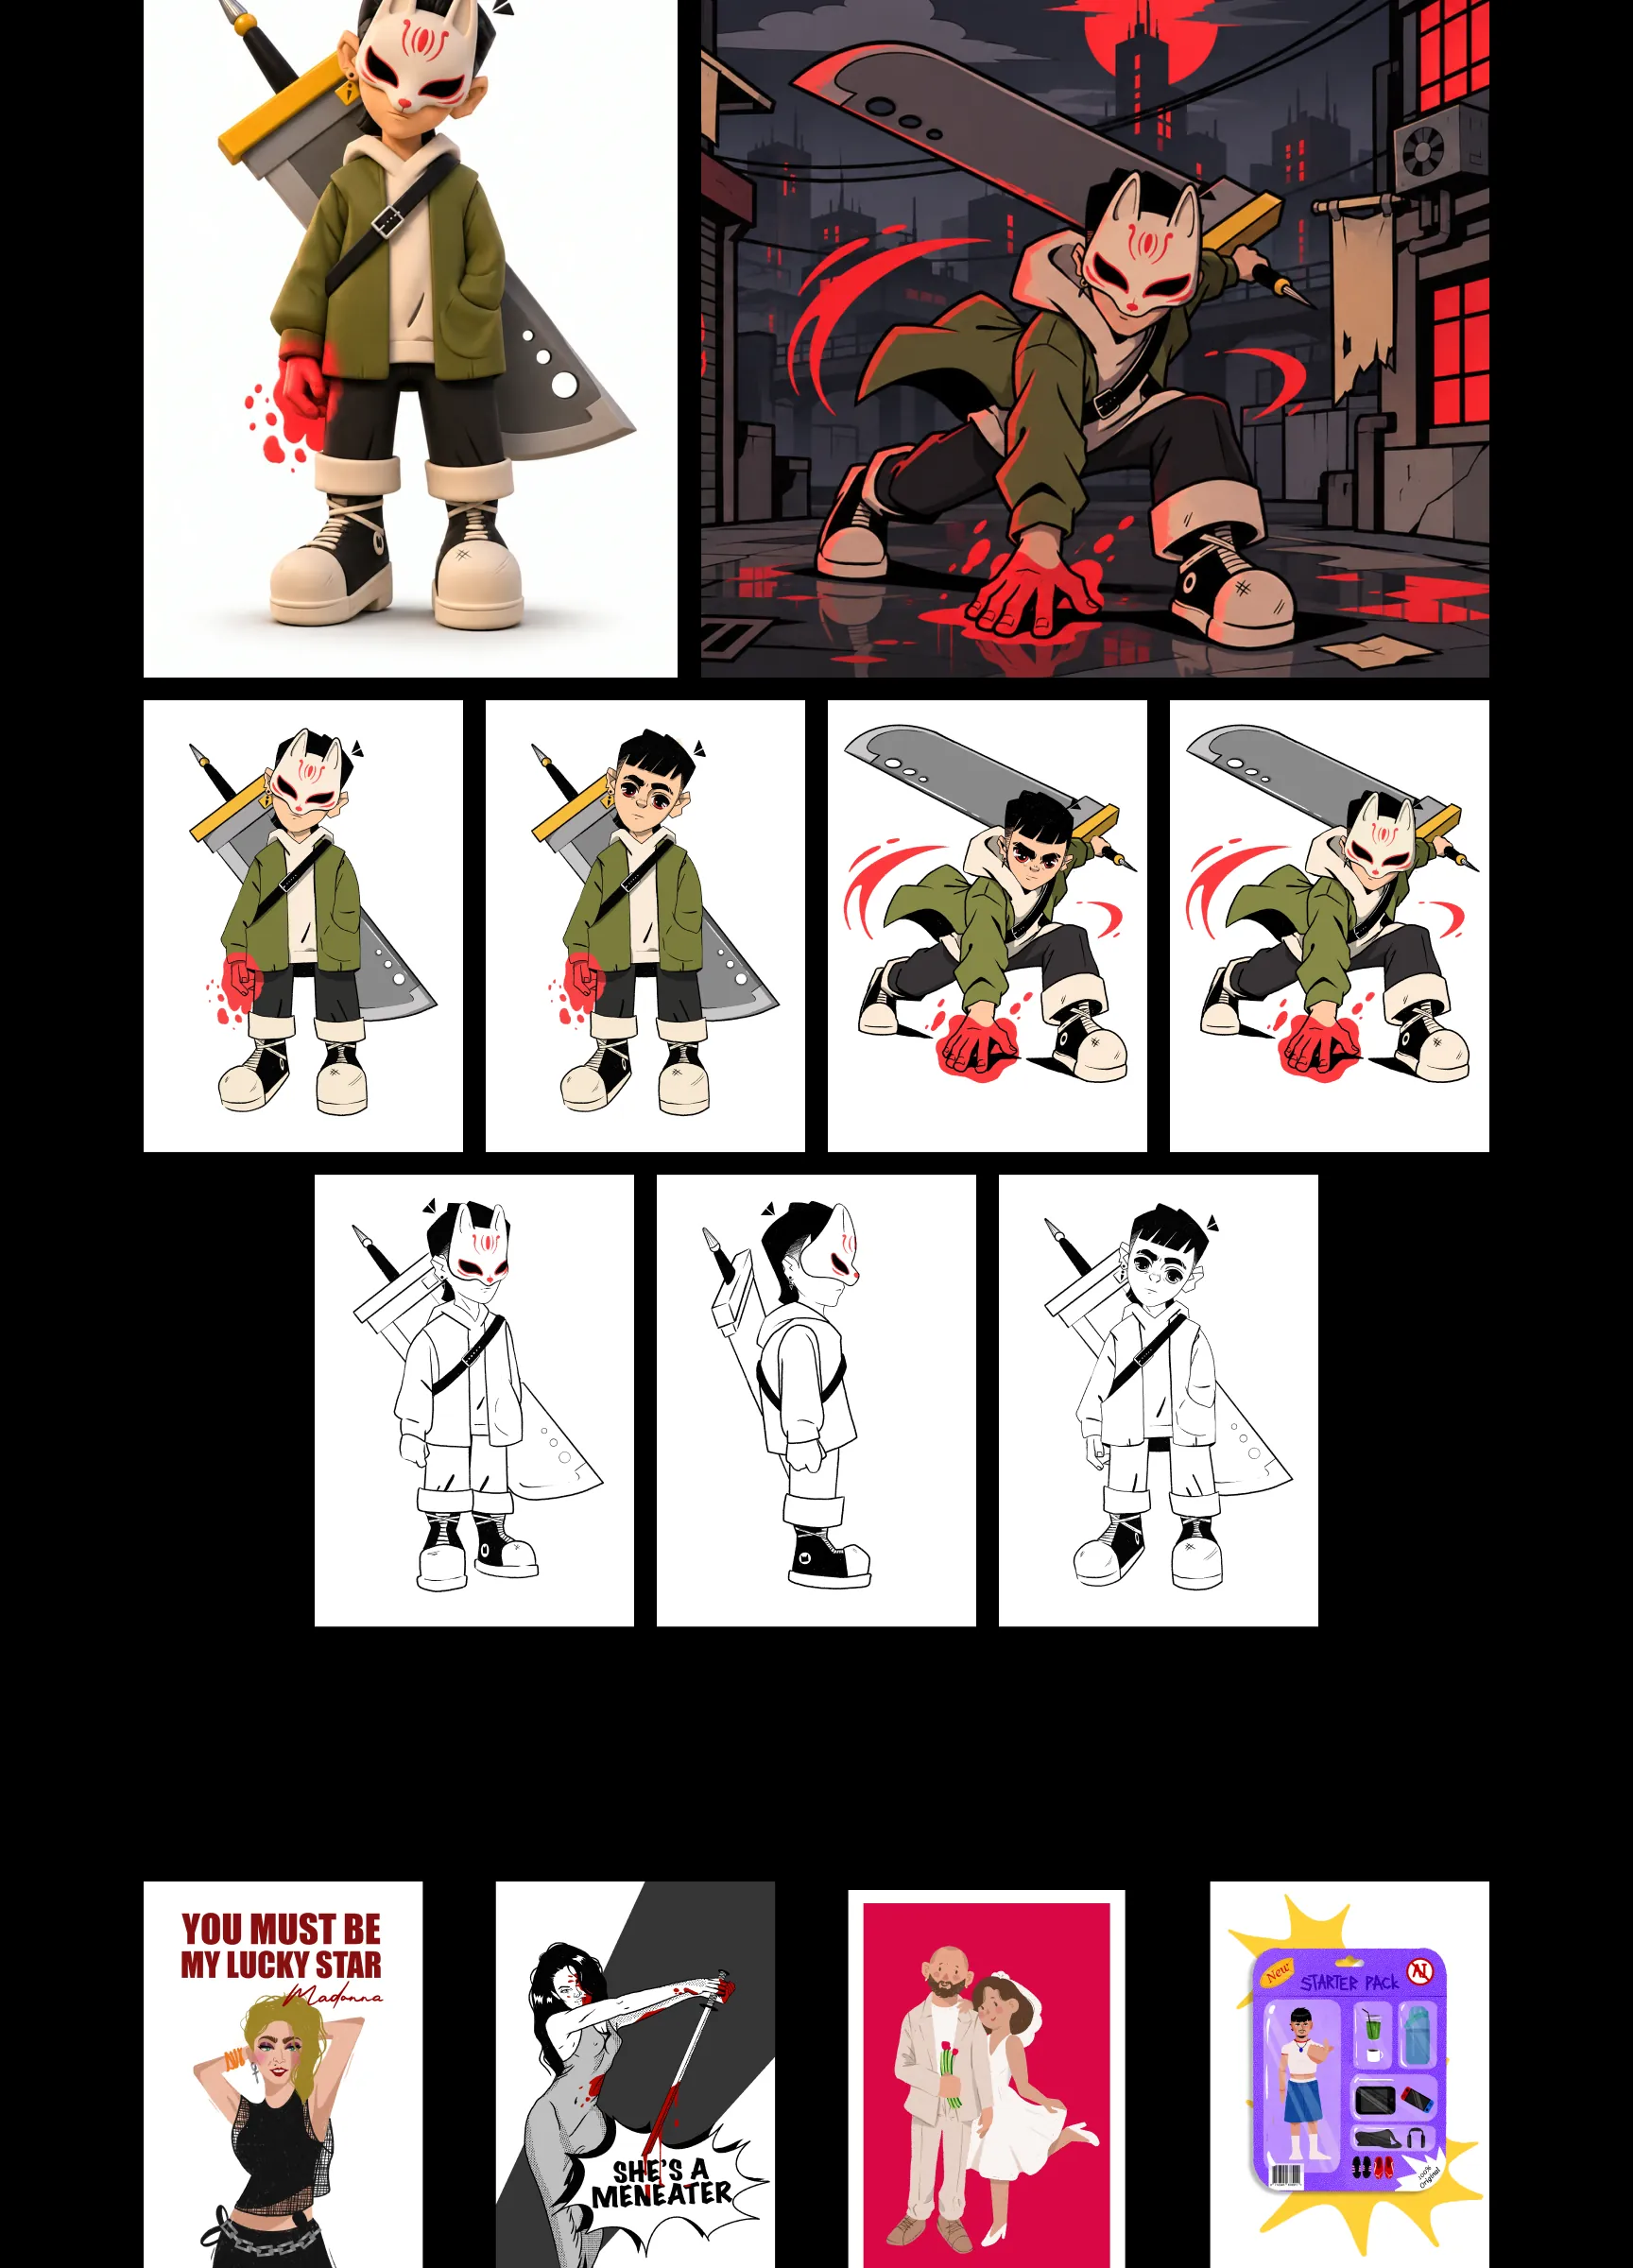 YOU MUST BE
MY LUCKY STAR
Madonna
SHE'S A
MENEATER
New
STARTER PACK
100%
Original